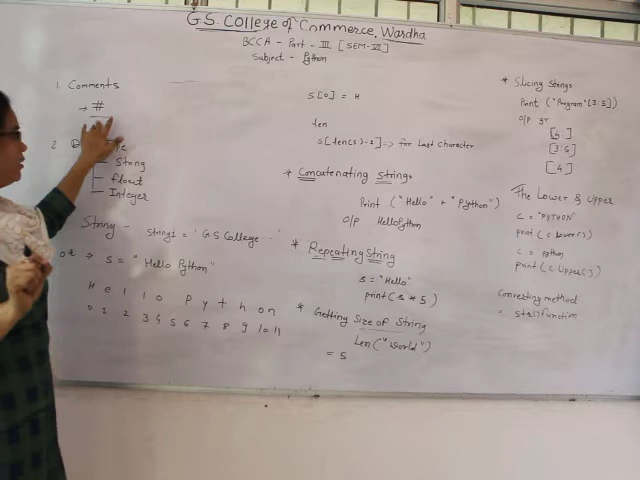 G.S. College of Commerce, Wardha
BCCA - Part - III [SEM-VI]
Subject - Python
1. Comments
→ #
2.
String
float
Integer
String - string1 = "G.S College .."
or ⇒ s = "Hello Python"
H e l l o P y t h o n
0 1 2 3 4 5 6 7 8 9 10 11
s[0] = H
len
s[len(s)-1] → for Last character
* Concatenating strings
Print ("Hello" + "Python")
O/p HelloPython
* Repeating String
s = "Hello"
print(s * 5)
* Getting Size of String
Len("World")
= 5
* Slicing Strings
Print ("Program"[3:5])
O/p gr
[4:]
[3:6]
[:4]
The Lower & Upper
c = "PYTHON"
print (c lower())
c = Python
print (c Upper())
Converting method
= str() function